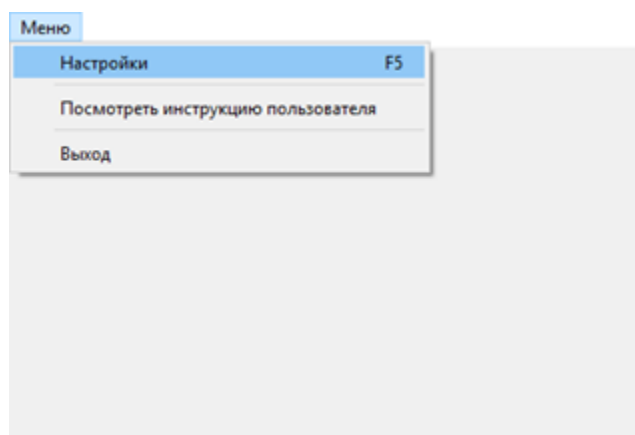 Меню
Настройки F5
Посмотреть инструкцию пользователя
Выход